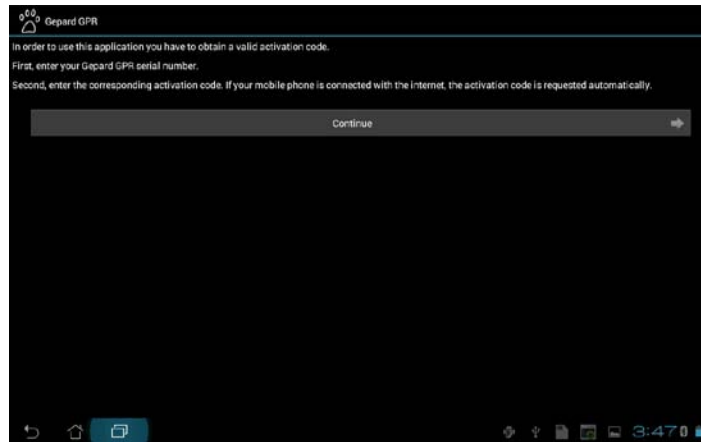 Gepard GPR
In order to use this application you have to obtain a valid activation code.
First, enter your Gepard GPR serial number.
Second, enter the corresponding activation code. If your mobile phone is connected with the internet, the activation code is requested automatically.
Continue
3:47